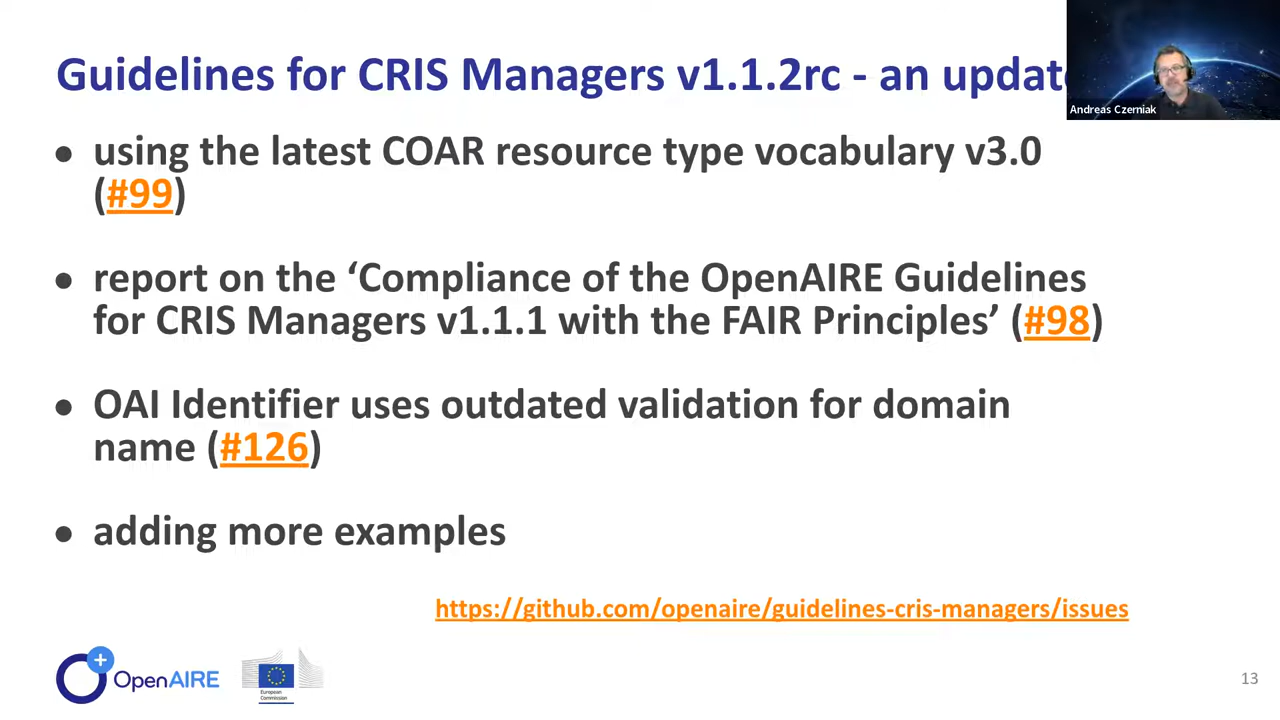 Guidelines for CRIS Managers v1.1.2rc - an update
Andreas Czerniak
● using the latest COAR resource type vocabulary v3.0
(#99)
● report on the ‘Compliance of the OpenAIRE Guidelines
for CRIS Managers v1.1.1 with the FAIR Principles’ (#98)
● OAI Identifier uses outdated validation for domain
name (#126)
● adding more examples
https://github.com/openaire/guidelines-cris-managers/issues
OpenAIRE
European
Commission
13